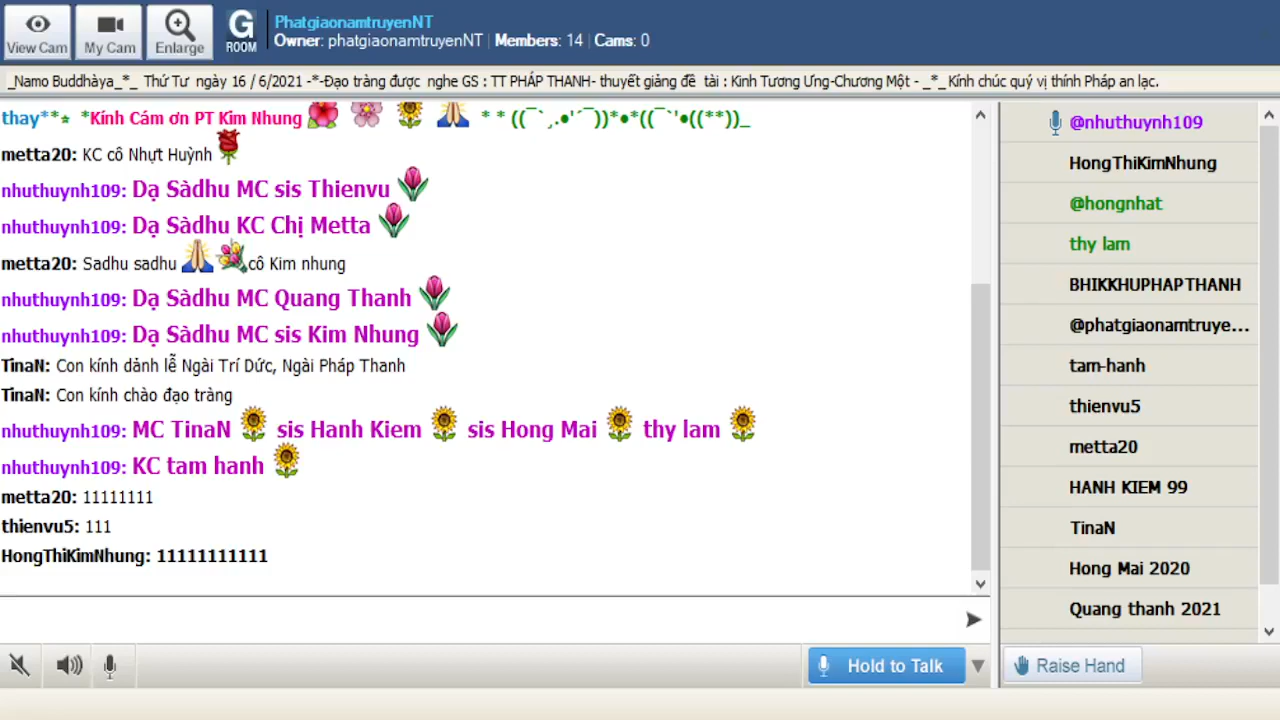 View Cam
My Cam
Enlarge
G
ROOM
PhatgiaonamtruyenNT
Owner: phatgiaonamtruyenNT | Members: 14 | Cams: 0
_Namo Buddhàya_*_ Thứ Tư ngày 16 / 6/2021 -*-Đạo tràng được nghe GS : TT PHÁP THANH- thuyết giảng đề tài : Kinh Tương Ưng-Chương Một - _*_ Kính chúc quý vị thính Pháp an lạc.
thay**⭒ *Kính Cám ơn PT Kim Nhung * * ((¯`¸.●'´¯))*●*((¯`'●((**))_
metta20: KC cô Nhựt Huỳnh
nhuthuynh109: Dạ Sàdhu MC sis Thienvu
nhuthuynh109: Dạ Sàdhu KC Chị Metta
metta20: Sadhu sadhu cô Kim nhung
nhuthuynh109: Dạ Sàdhu MC Quang Thanh
nhuthuynh109: Dạ Sàdhu MC sis Kim Nhung
TinaN: Con kính dảnh lễ Ngài Trí Dức, Ngài Pháp Thanh
TinaN: Con kính chào đạo tràng
nhuthuynh109: MC TinaN sis Hanh Kiem sis Hong Mai thy lam
nhuthuynh109: KC tam hanh
metta20: 11111111
thienvu5: 111
HongThiKimNhung: 11111111111
Hold to Talk
@nhuthuynh109
HongThiKimNhung
@hongnhat
thy lam
BHIKKHUPHAPTHANH
@phatgiaonamtruye...
tam-hanh
thienvu5
metta20
HANH KIEM 99
TinaN
Hong Mai 2020
Quang thanh 2021
Raise Hand